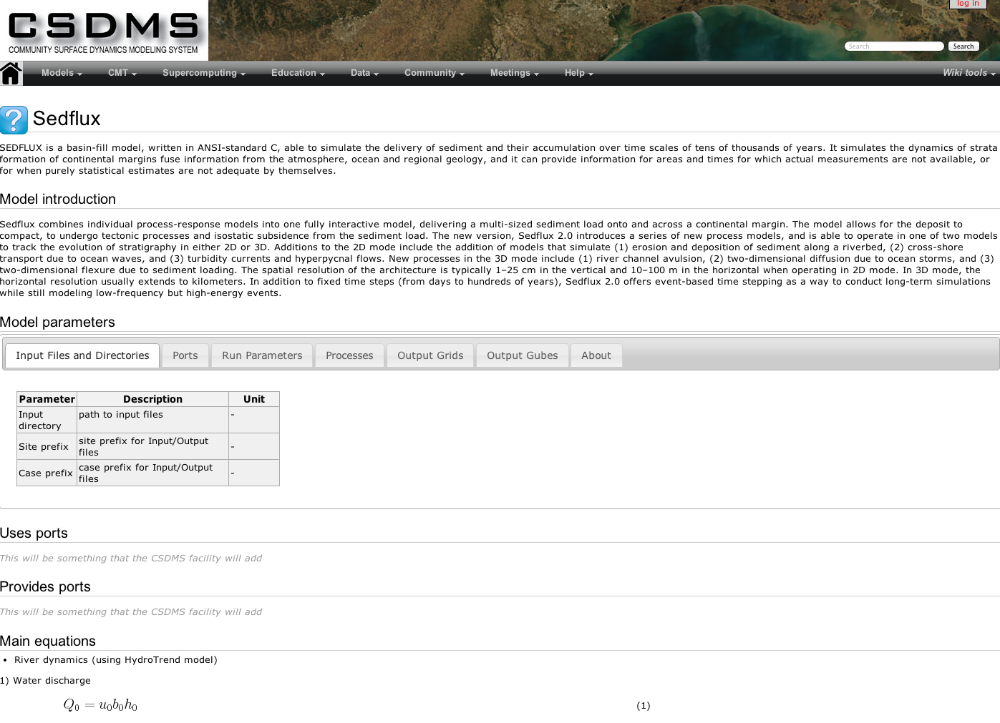 log in
CSDMS
COMMUNITY SURFACE DYNAMICS MODELING SYSTEM
Search Search
Models CMT Supercomputing Education Data Community Meetings Help Wiki tools
? Sedflux
SEDFLUX is a basin-fill model, written in ANSI-standard C, able to simulate the delivery of sediment and their accumulation over time scales of tens of thousands of years. It simulates the dynamics of strata
formation of continental margins fuse information from the atmosphere, ocean and regional geology, and it can provide information for areas and times for which actual measurements are not available, or
for when purely statistical estimates are not adequate by themselves.
Model introduction
Sedflux combines individual process-response models into one fully interactive model, delivering a multi-sized sediment load onto and across a continental margin. The model allows for the deposit to
compact, to undergo tectonic processes and isostatic subsidence from the sediment load. The new version, Sedflux 2.0 introduces a series of new process models, and is able to operate in one of two models
to track the evolution of stratigraphy in either 2D or 3D. Additions to the 2D mode include the addition of models that simulate (1) erosion and deposition of sediment along a riverbed, (2) cross-shore
transport due to ocean waves, and (3) turbidity currents and hyperpycnal flows. New processes in the 3D mode include (1) river channel avulsion, (2) two-dimensional diffusion due to ocean storms, and (3)
two-dimensional flexure due to sediment loading. The spatial resolution of the architecture is typically 1–25 cm in the vertical and 10–100 m in the horizontal when operating in 2D mode. In 3D mode, the
horizontal resolution usually extends to kilometers. In addition to fixed time steps (from days to hundreds of years), Sedflux 2.0 offers event-based time stepping as a way to conduct long-term simulations
while still modeling low-frequency but high-energy events.
Model parameters
Input Files and Directories Ports Run Parameters Processes Output Grids Output Gubes About
Parameter Description Unit
Input directory path to input files -
Site prefix site prefix for Input/Output files -
Case prefix case prefix for Input/Output files -
Uses ports
This will be something that the CSDMS facility will add
Provides ports
This will be something that the CSDMS facility will add
Main equations
• River dynamics (using HydroTrend model)
1) Water discharge
Q₀ = u₀b₀h₀ (1)